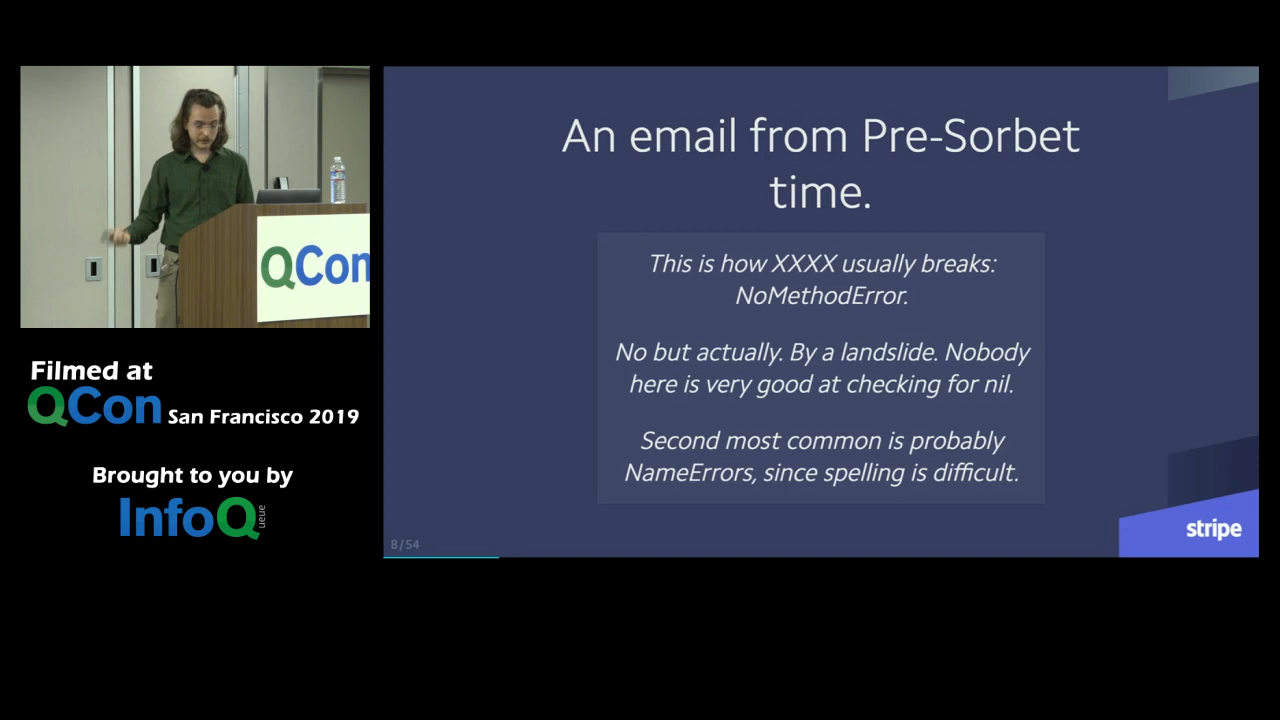 An email from Pre-Sorbet
time.
This is how XXXX usually breaks:
NoMethodError.
No but actually. By a landslide. Nobody
here is very good at checking for nil.
Second most common is probably
NameErrors, since spelling is difficult.
8/54
stripe
QCon
Filmed at
QCon San Francisco 2019
Brought to you by
InfoQ
ueue